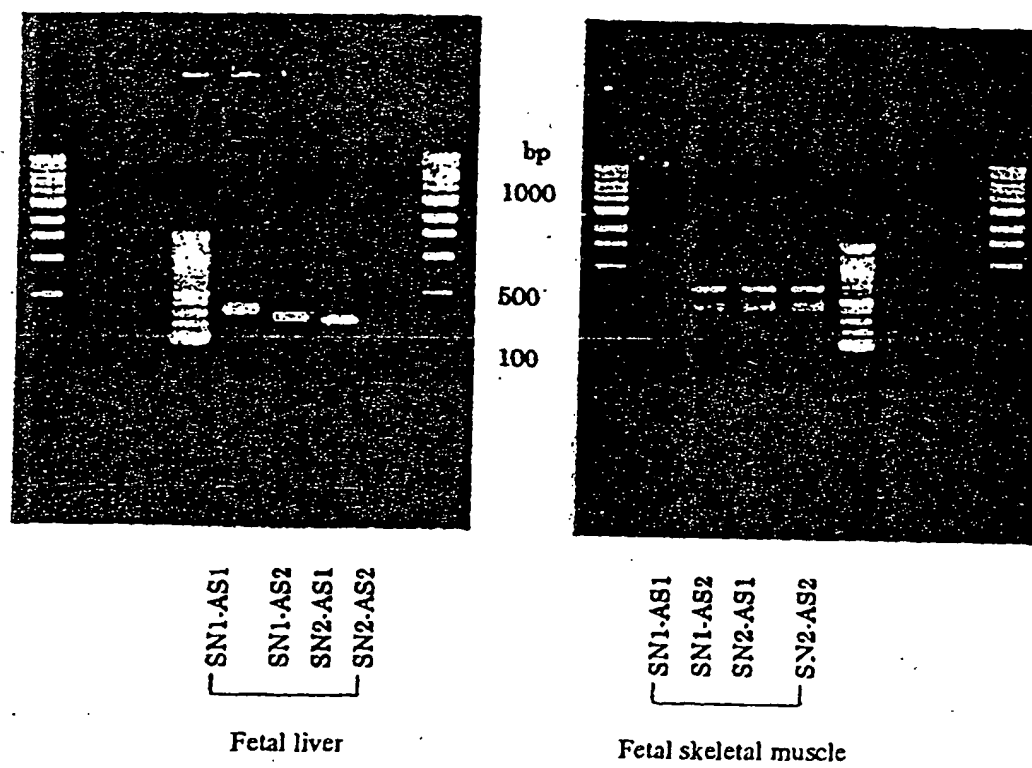 bp
1000
500
100
SN1-AS1
SN1-AS2
SN2-AS1
SN2-AS2
Fetal liver
SN1-AS1
SN1-AS2
SN2-AS1
SN2-AS2
Fetal skeletal muscle